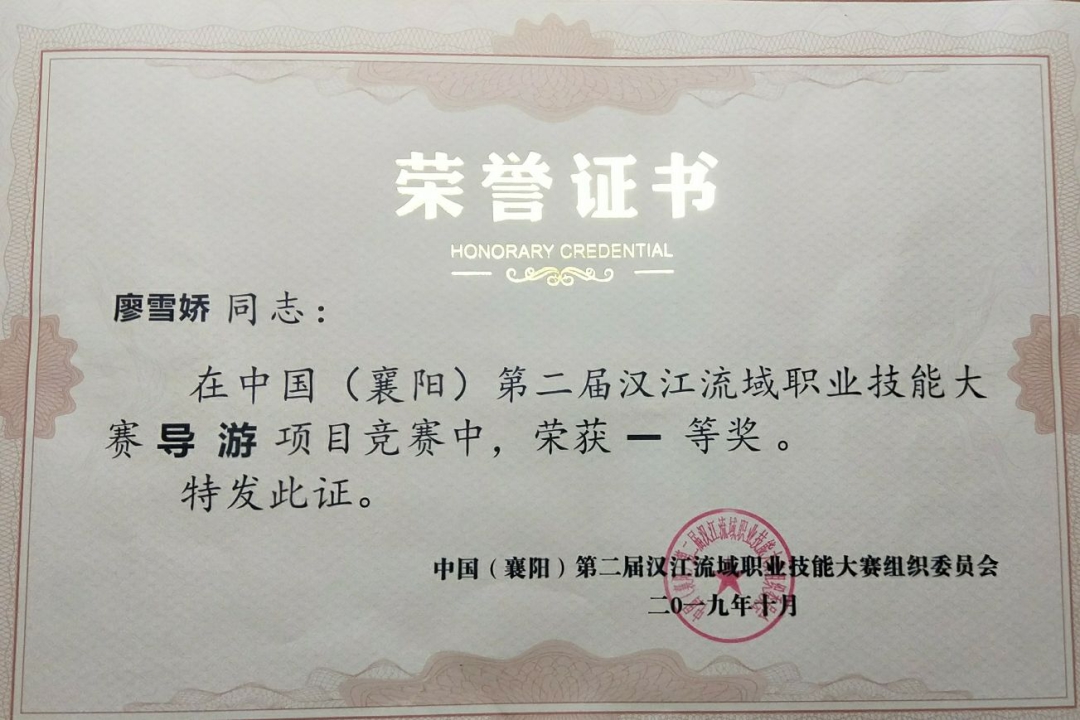 荣誉证书
HONORARY CREDENTIAL
廖雪娇 同志：
在中国（襄阳）第二届汉江流域职业技能大
赛 导 游 项目竞赛中，荣获 一 等奖。
特发此证。
中国（襄阳）第二届汉江流域职业技能大赛组织委员会
二0一九年十月